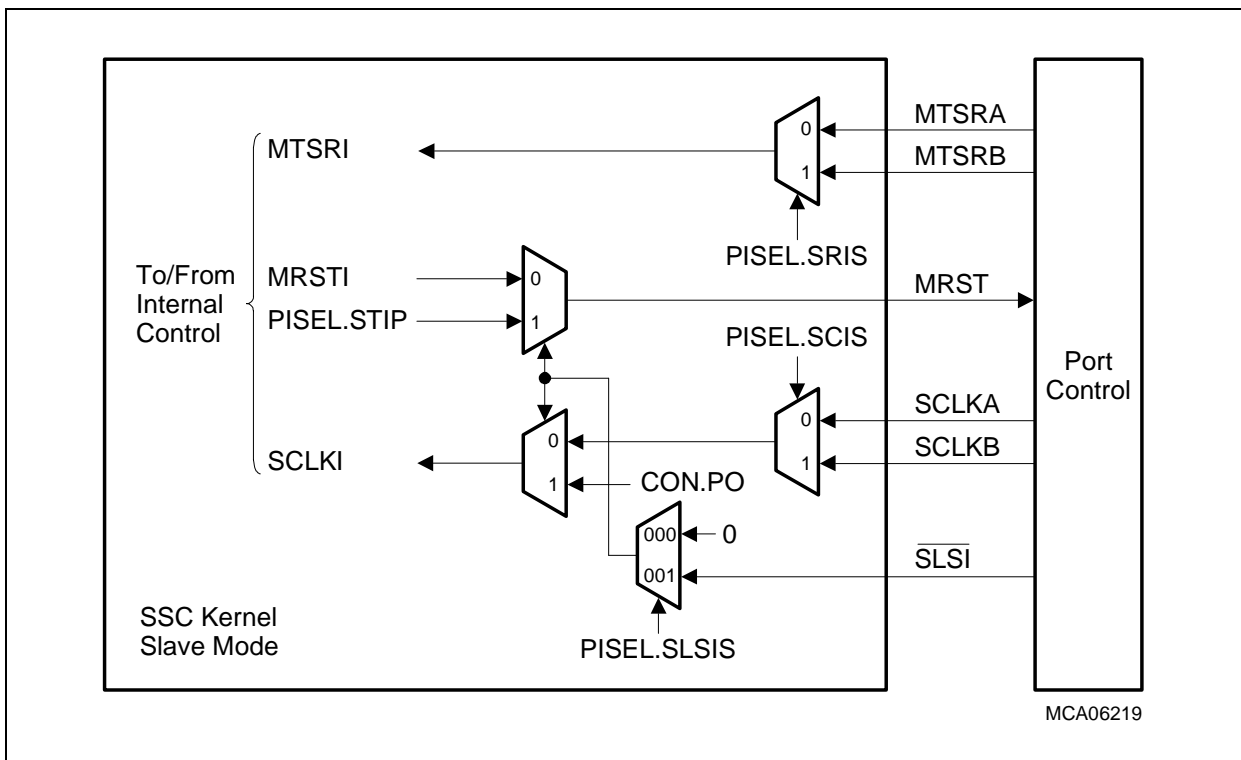 MTSRA
MTSRI
0
MTSRB
1
PISEL.SRIS
To/From
Internal
Control
MRSTI
0
MRST
PISEL.STIP
1
PISEL.SCIS
Port
Control
SCLKA
0
0
SCLKB
SCLKI
1
1
CON.PO
000
0
SLSI
001
SSC Kernel
Slave Mode
PISEL.SLSIS
MCA06219